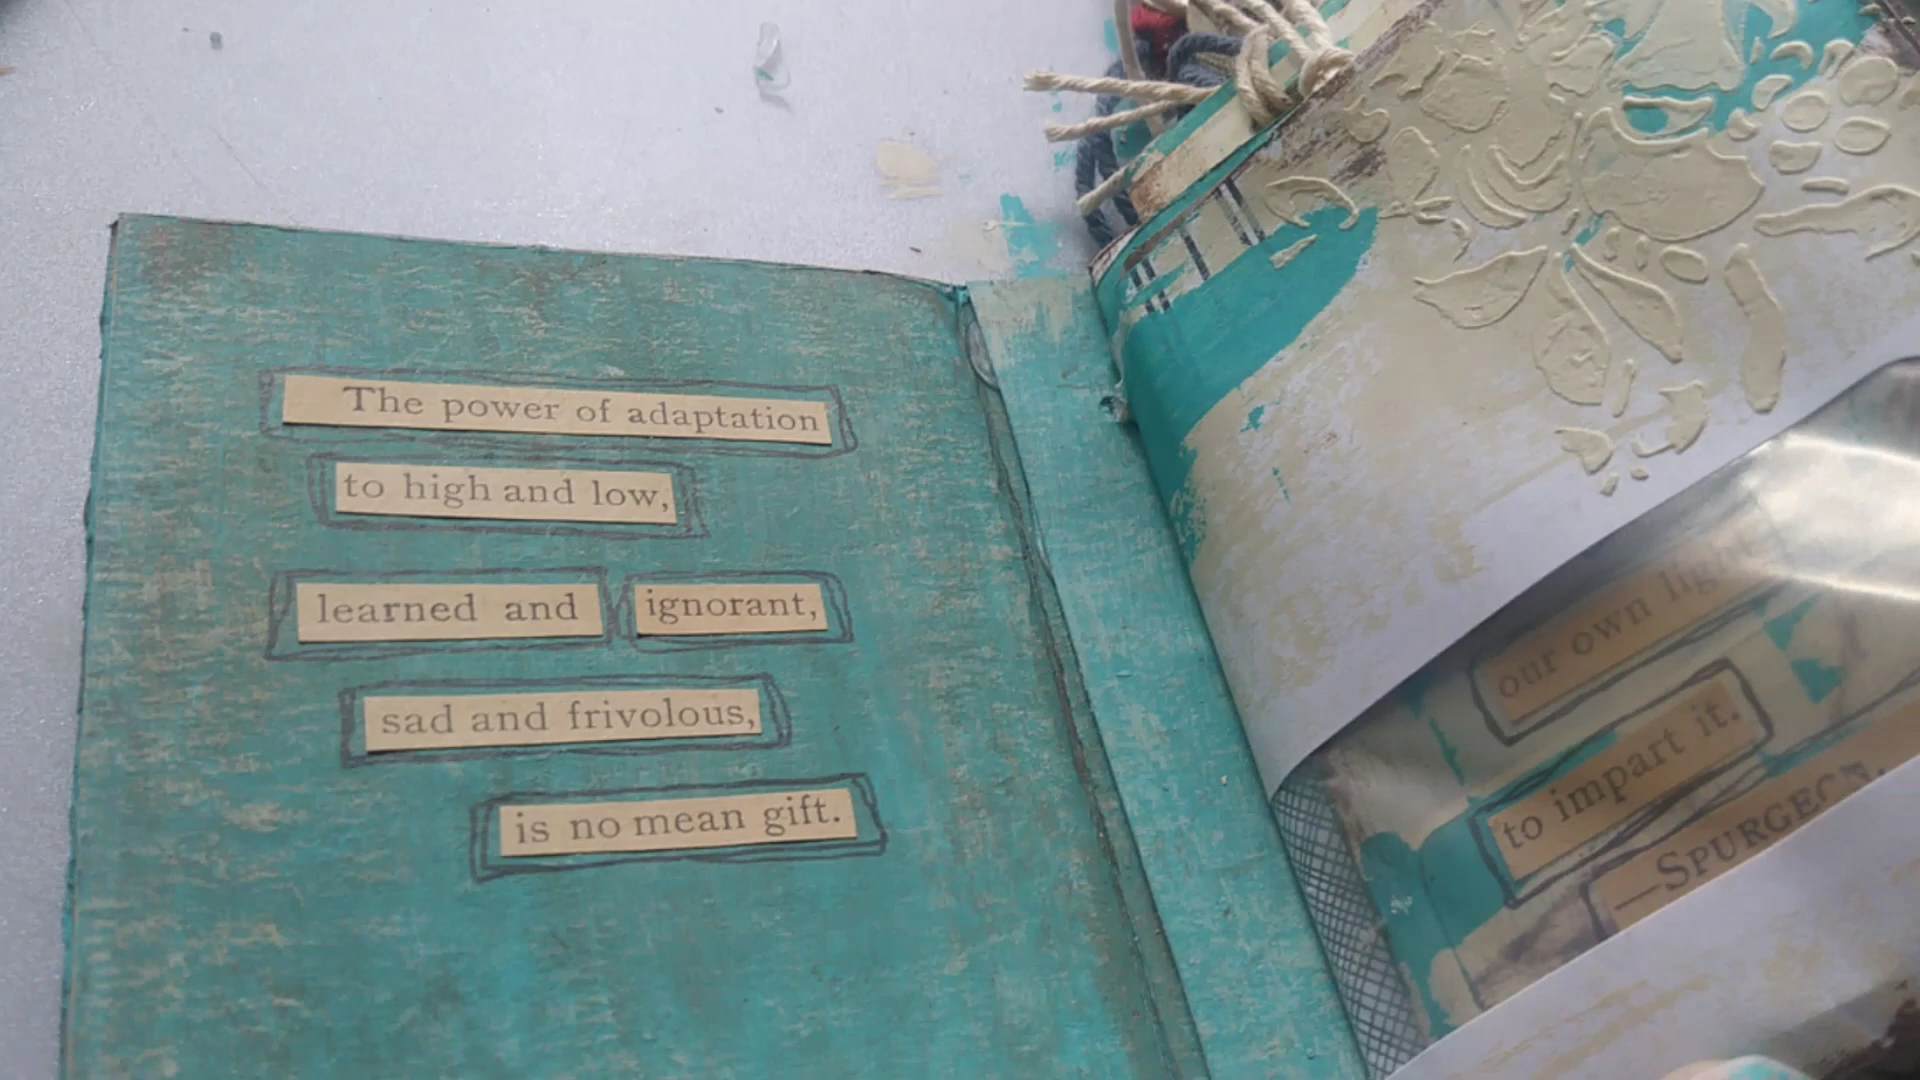 The power of adaptation
to high and low,
learned and ignorant,
sad and frivolous,
is no mean gift.
our own light
to impart it.
—SPURGEON.